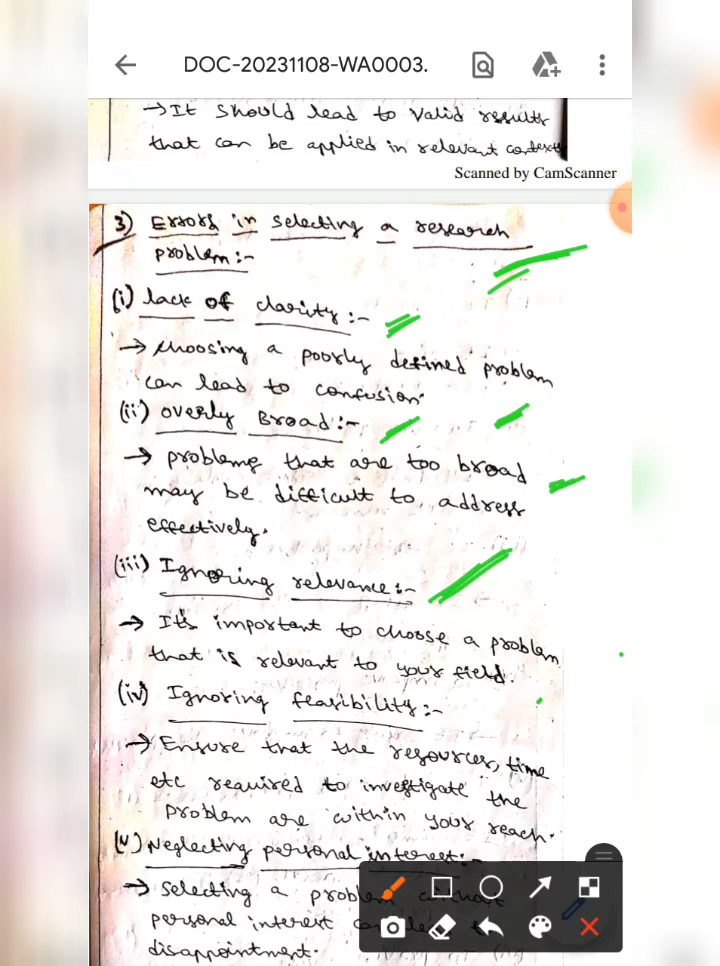 DOC-20231108-WA0003.
→It should lead to valid results
that can be applied in relevant context
Scanned by CamScanner
3) Errors in selecting a research
problem:-
(i) lack of clarity:-
→ choosing a poorly defined problem
can lead to confusion.
(ii) overly Broad:-
→ problems that are too broad
may be difficult to address
effectively.
(iii) Ignoring relevance:-
→ It's important to choose a problem
that is relevant to your field.
(iv) Ignoring feasibility:-
→ Ensure that the resources, time
etc required to investigate the
problem are within your reach.
(v) Neglecting personal interest:-
→ selecting a problem without
personal interest can lead
disappointment.